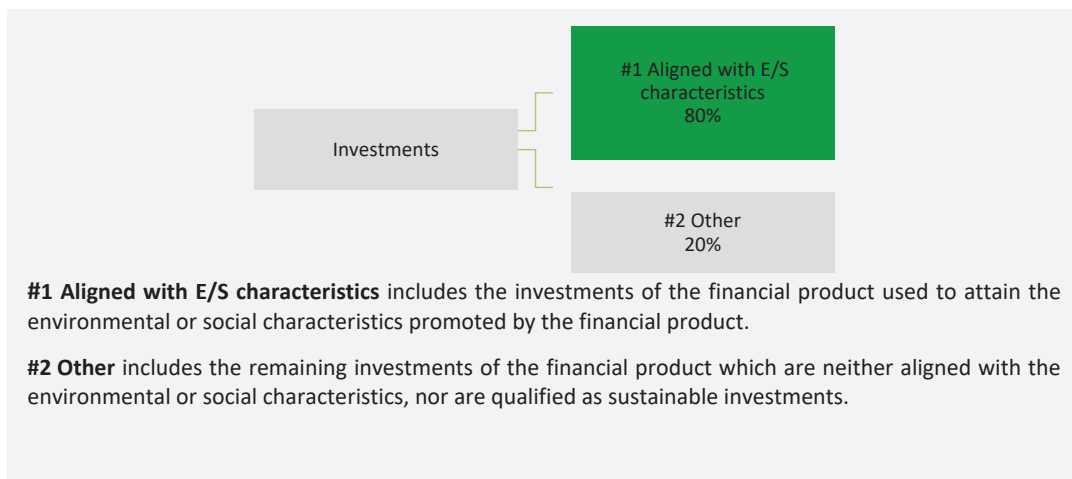 #1 Aligned with E/S
characteristics
80%
Investments
#2 Other
20%
#1 Aligned with E/S characteristics includes the investments of the financial product used to attain the
environmental or social characteristics promoted by the financial product.
#2 Other includes the remaining investments of the financial product which are neither aligned with the
environmental or social characteristics, nor are qualified as sustainable investments.